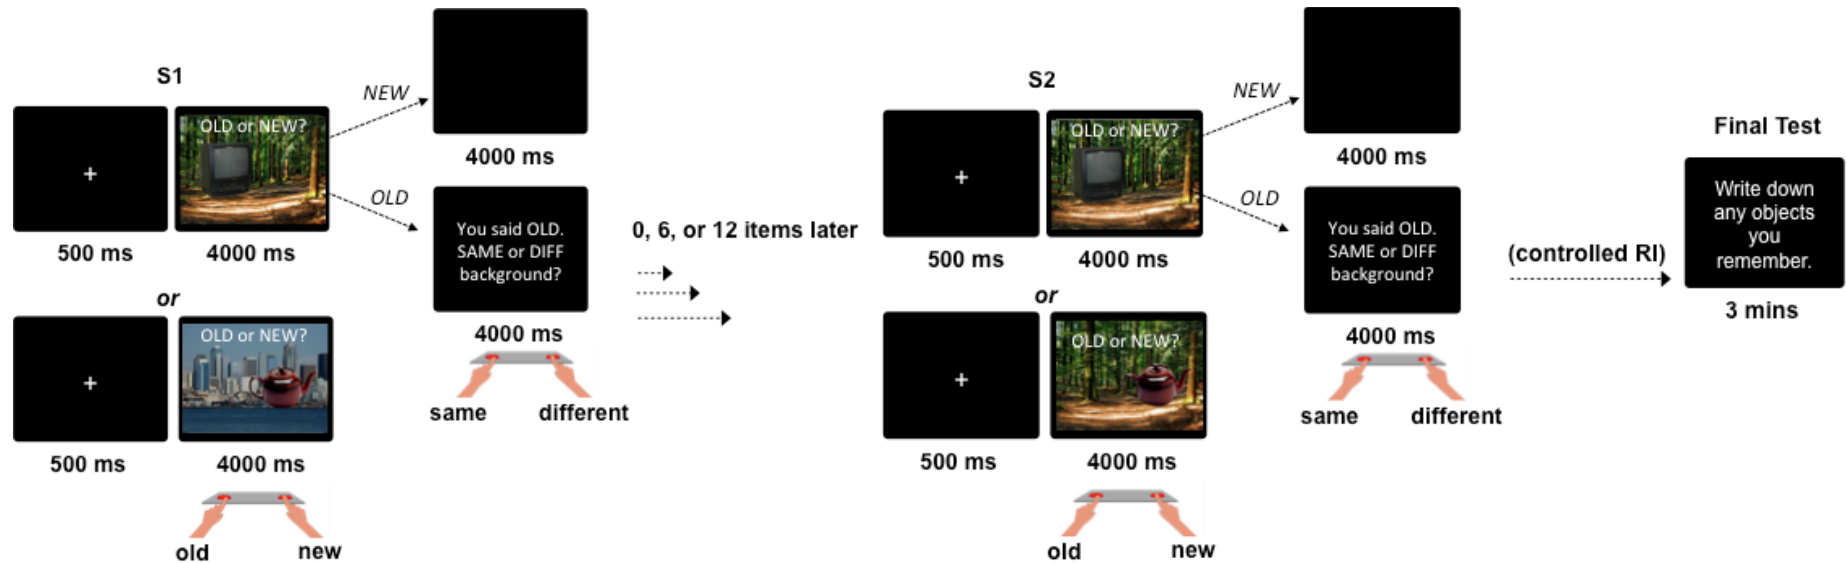 S1
+
500 ms
OLD or NEW?
4000 ms
NEW
4000 ms
OLD
You said OLD.
SAME or DIFF
background?
4000 ms
same
different
or
+
500 ms
OLD or NEW?
4000 ms
old
new
0, 6, or 12 items later
S2
+
500 ms
OLD or NEW?
4000 ms
NEW
4000 ms
OLD
You said OLD.
SAME or DIFF
background?
4000 ms
same
different
or
+
500 ms
OLD or NEW?
4000 ms
old
new
(controlled RI)
Final Test
Write down
any objects
you
remember.
3 mins